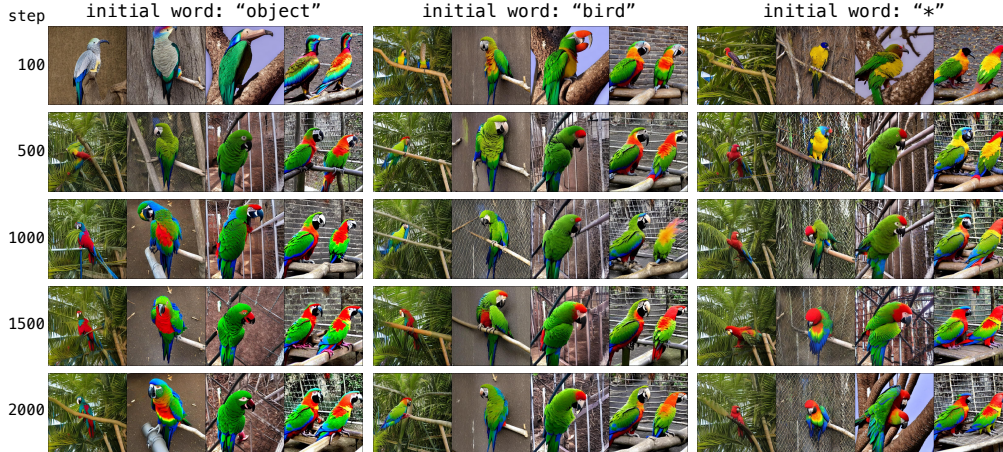 step
initial word: “object”
initial word: “bird”
initial word: “*”
100
500
1000
1500
2000